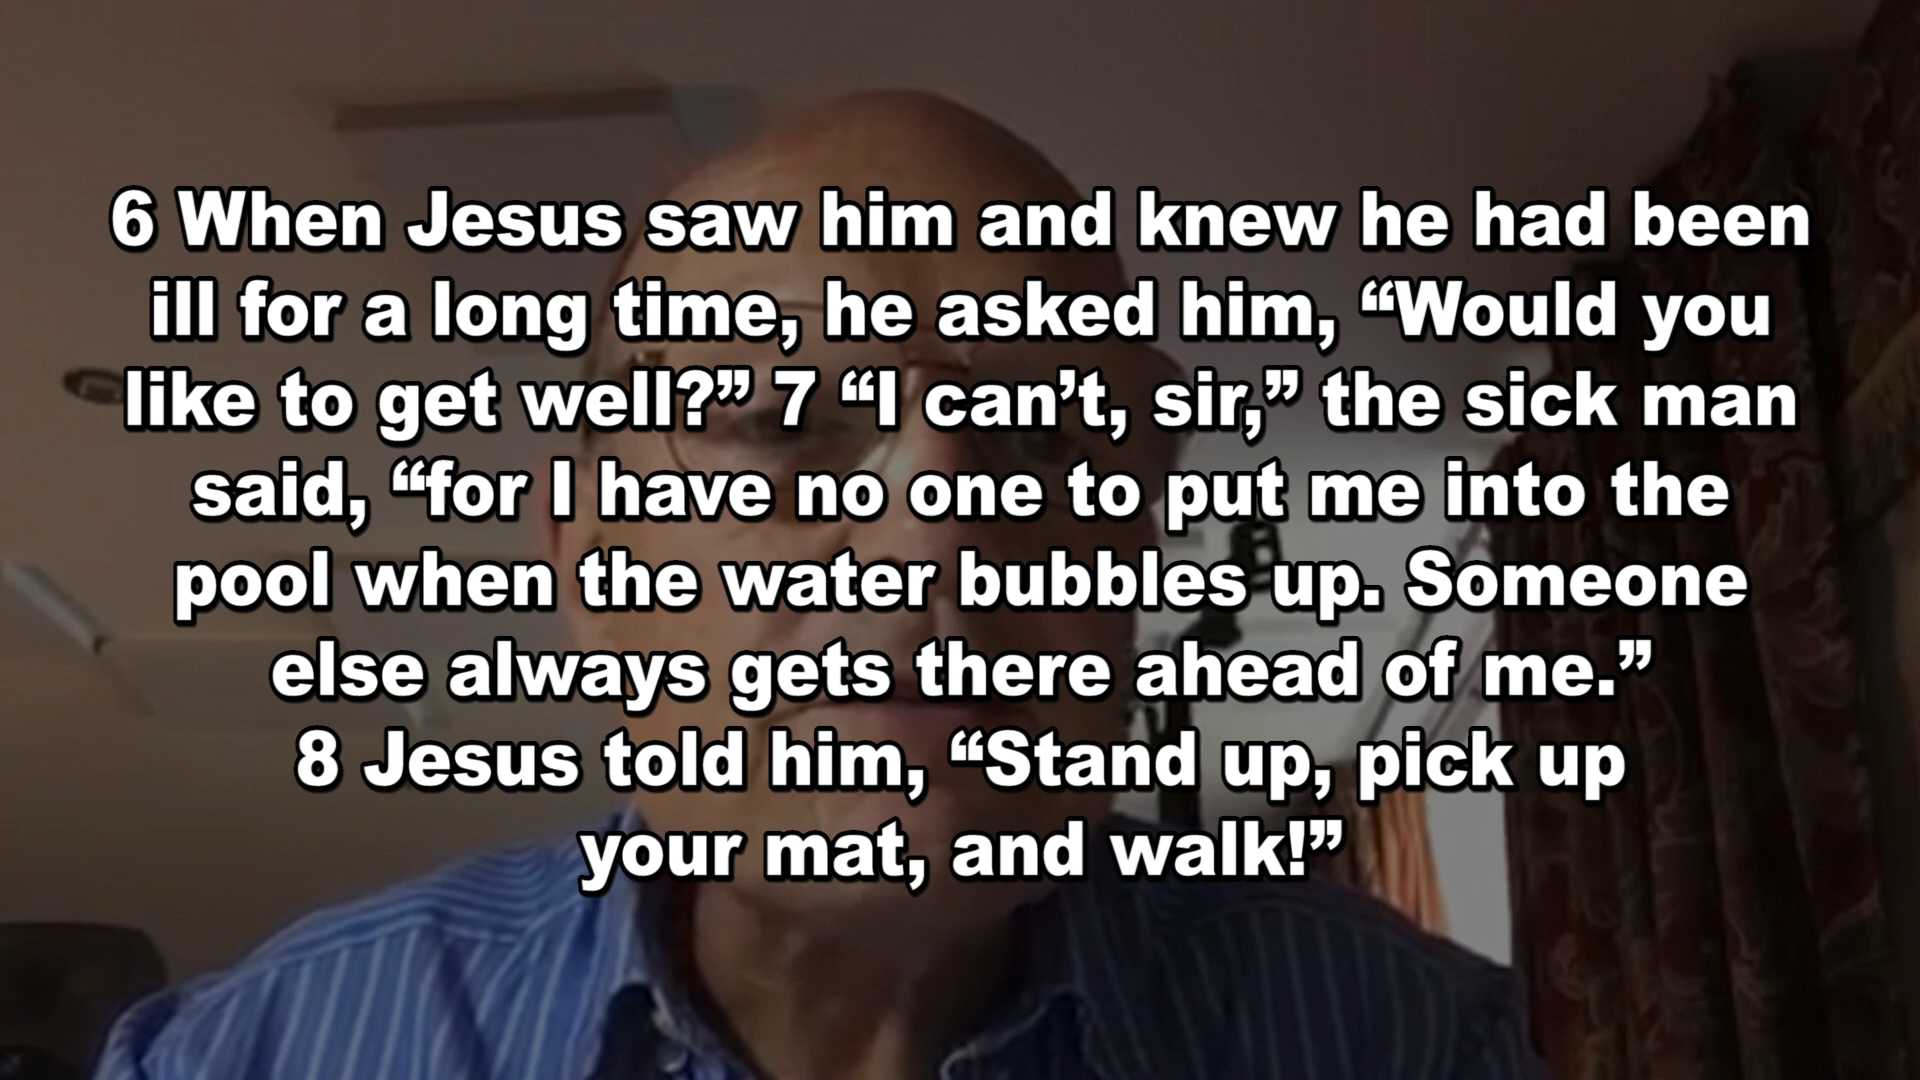 6 When Jesus saw him and knew he had been
ill for a long time, he asked him, “Would you
like to get well?” 7 “I can’t, sir,” the sick man
said, “for I have no one to put me into the
pool when the water bubbles up. Someone
else always gets there ahead of me.”
8 Jesus told him, “Stand up, pick up
your mat, and walk!”